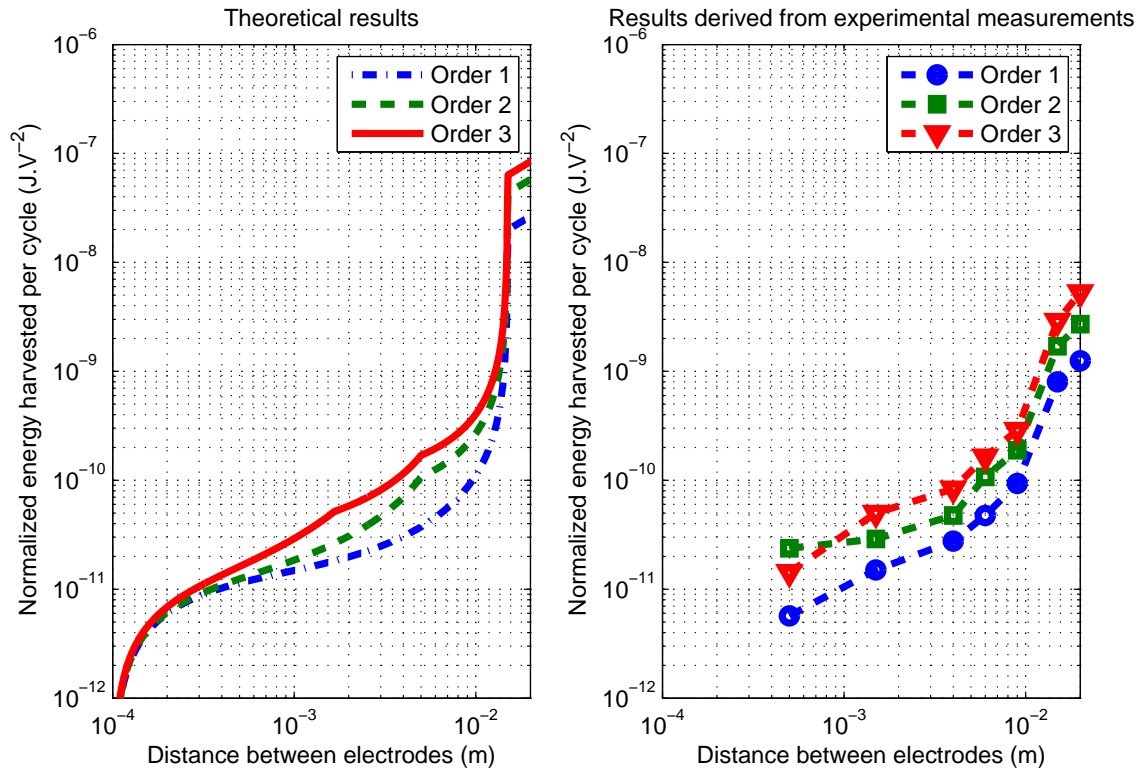 Theoretical results
Normalized energy harvested per cycle (J.V−2)
10−6
10−7
10−8
10−9
10−10
10−11
10−12
Order 1
Order 2
Order 3
10−4
10−3
10−2
Distance between electrodes (m)
Results derived from experimental measurements
Normalized energy harvested per cycle (J.V−2)
10−6
10−7
10−8
10−9
10−10
10−11
10−12
Order 1
Order 2
Order 3
10−4
10−3
10−2
Distance between electrodes (m)